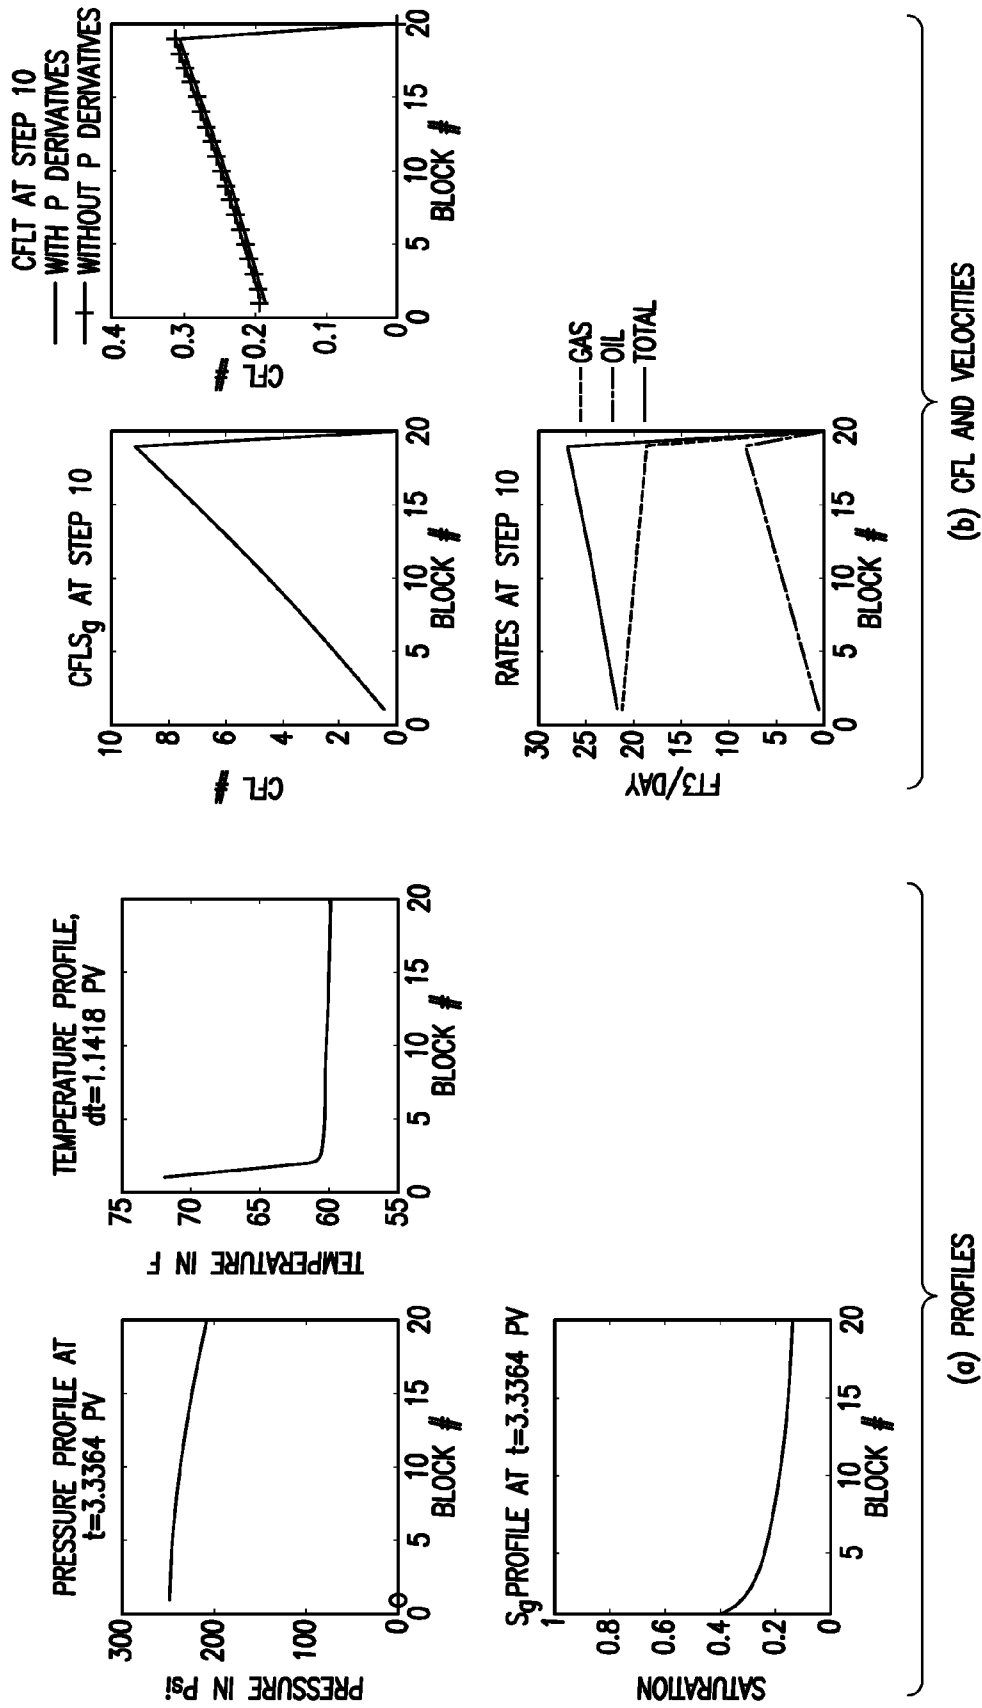 PRESSURE PROFILE AT
t=3.3364 PV
300
200
100
0
PRESSURE IN Psi
0 5 10 15 20
BLOCK #
TEMPERATURE PROFILE,
dt=1.1418 PV
75
70
65
60
55
TEMPERATURE IN F
0 5 10 15 20
BLOCK #
Sg PROFILE AT t=3.3364 PV
1
0.8
0.6
0.4
0.2
0
SATURATION
5 10 15 20
BLOCK #
(a) PROFILES
CFLSg AT STEP 10
10
8
6
4
2
0
CFL #
0 5 10 15 20
BLOCK #
CFLT AT STEP 10
WITH P DERIVATIVES
WITHOUT P DERIVATIVES
0.4
0.3
0.2
0.1
0
CFL #
0 5 10 15 20
BLOCK #
RATES AT STEP 10
30
25
20
15
10
5
0
FT3/DAY
0 5 10 15 20
BLOCK #
GAS
OIL
TOTAL
(b) CFL AND VELOCITIES